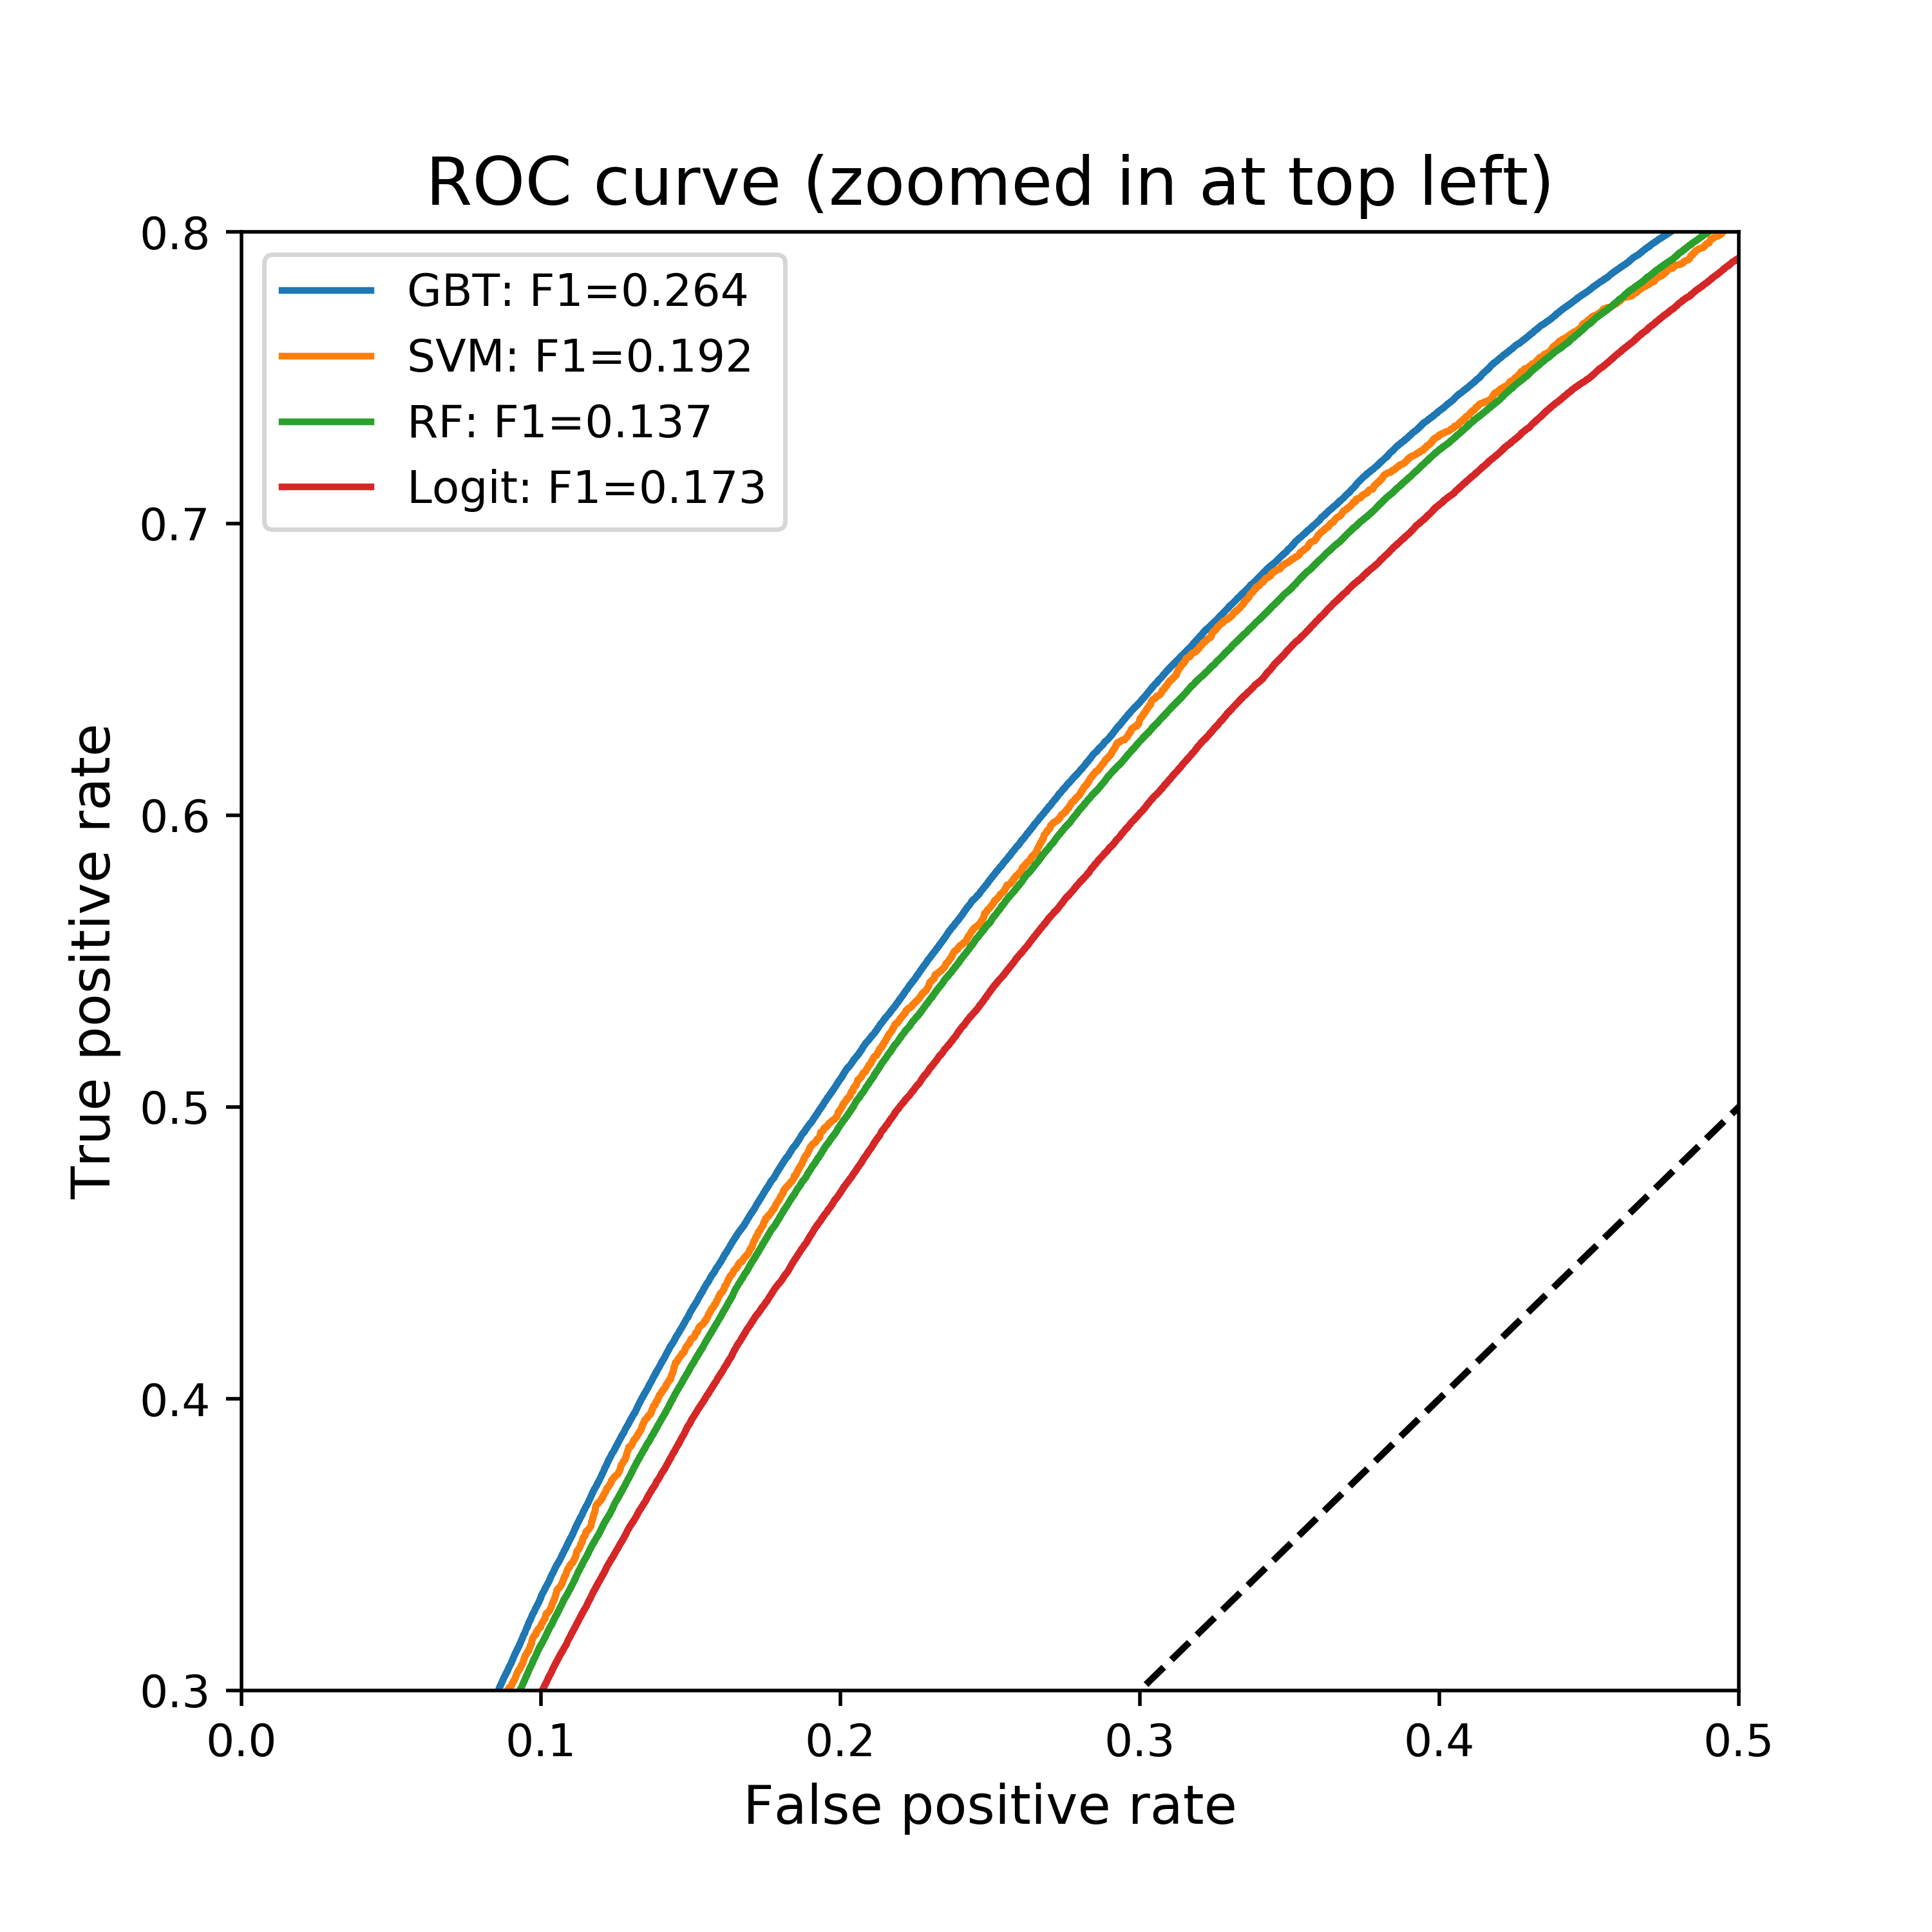 ROC curve (zoomed in at top left)
GBT: F1=0.264
SVM: F1=0.192
RF: F1=0.137
Logit: F1=0.173
True positive rate
0.8
0.7
0.6
0.5
0.4
0.3
0.0 0.1 0.2 0.3 0.4 0.5
False positive rate